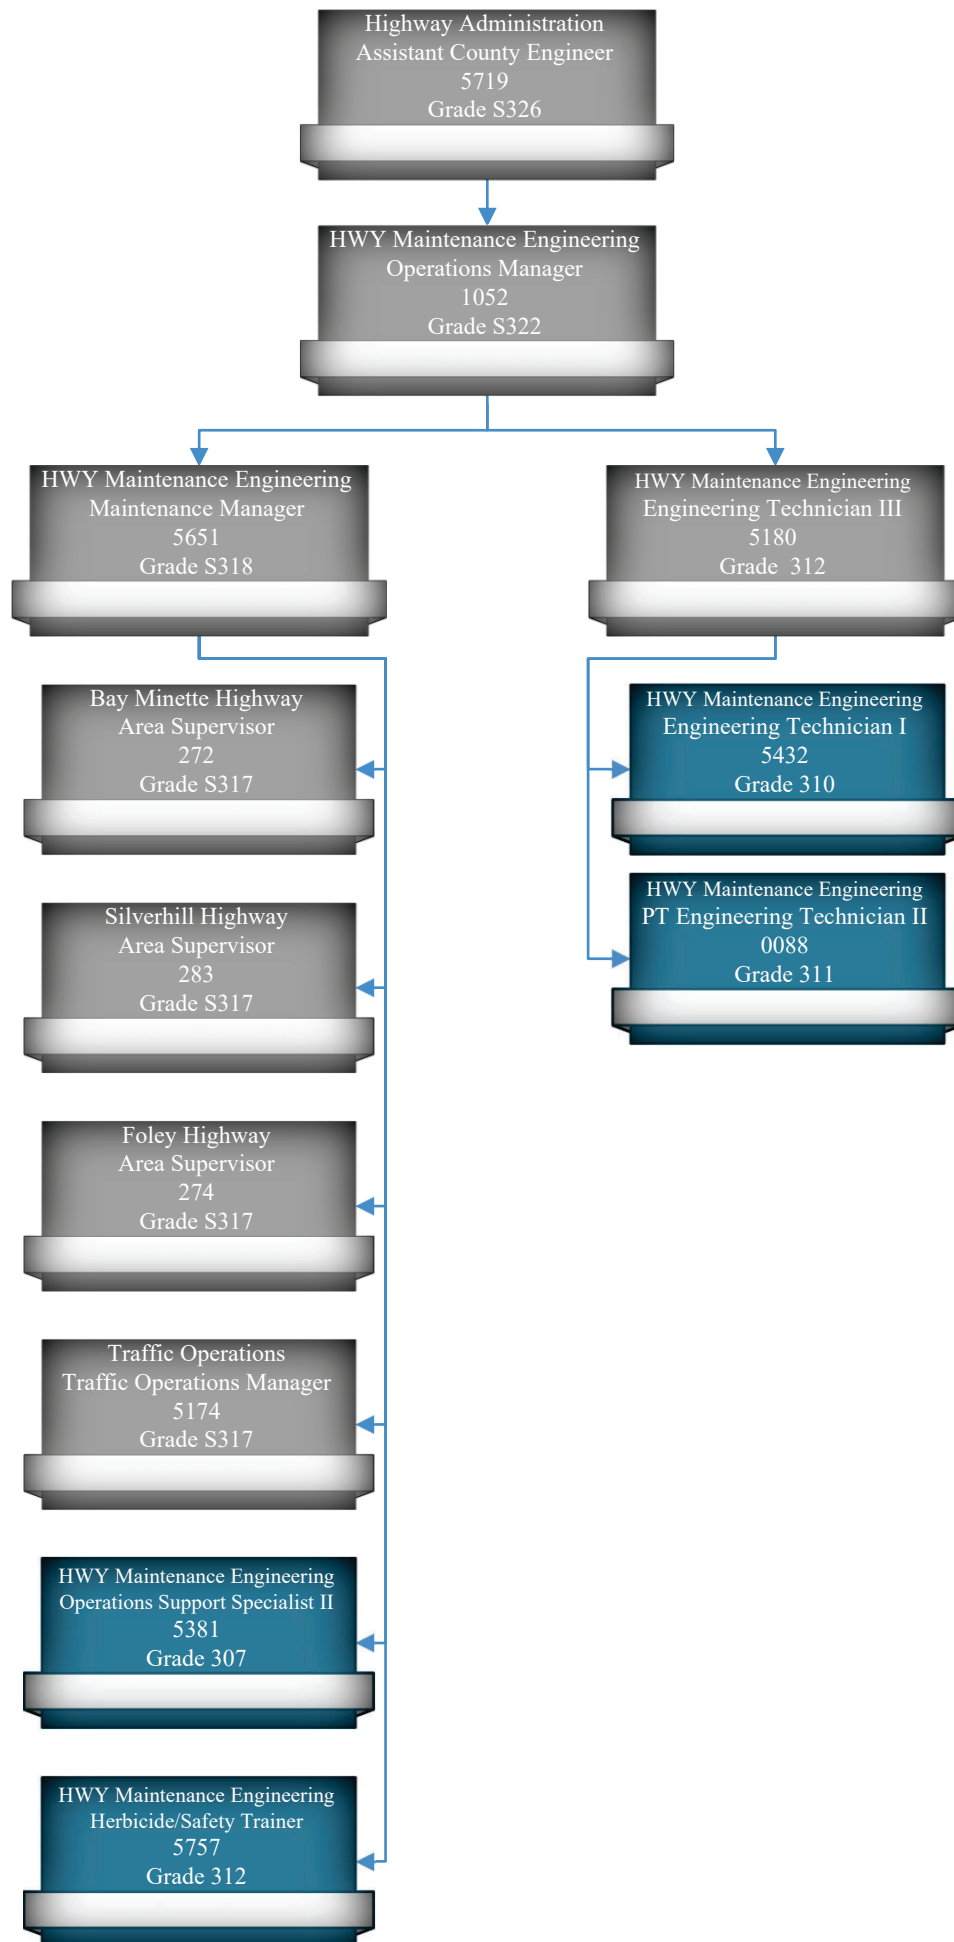 Highway Administration
Assistant County Engineer
5719
Grade S326
HWY Maintenance Engineering
Operations Manager
1052
Grade S322
HWY Maintenance Engineering
Maintenance Manager
5651
Grade S318
HWY Maintenance Engineering
Engineering Technician III
5180
Grade  312
Bay Minette Highway
Area Supervisor
272
Grade S317
HWY Maintenance Engineering
Engineering Technician I
5432
Grade 310
HWY Maintenance Engineering
PT Engineering Technician II
0088
Grade 311
Silverhill Highway
Area Supervisor
283
Grade S317
Foley Highway
Area Supervisor
274
Grade S317
Traffic Operations
Traffic Operations Manager
5174
Grade S317
HWY Maintenance Engineering
Operations Support Specialist II
5381
Grade 307
HWY Maintenance Engineering
Herbicide/Safety Trainer
5757
Grade 312